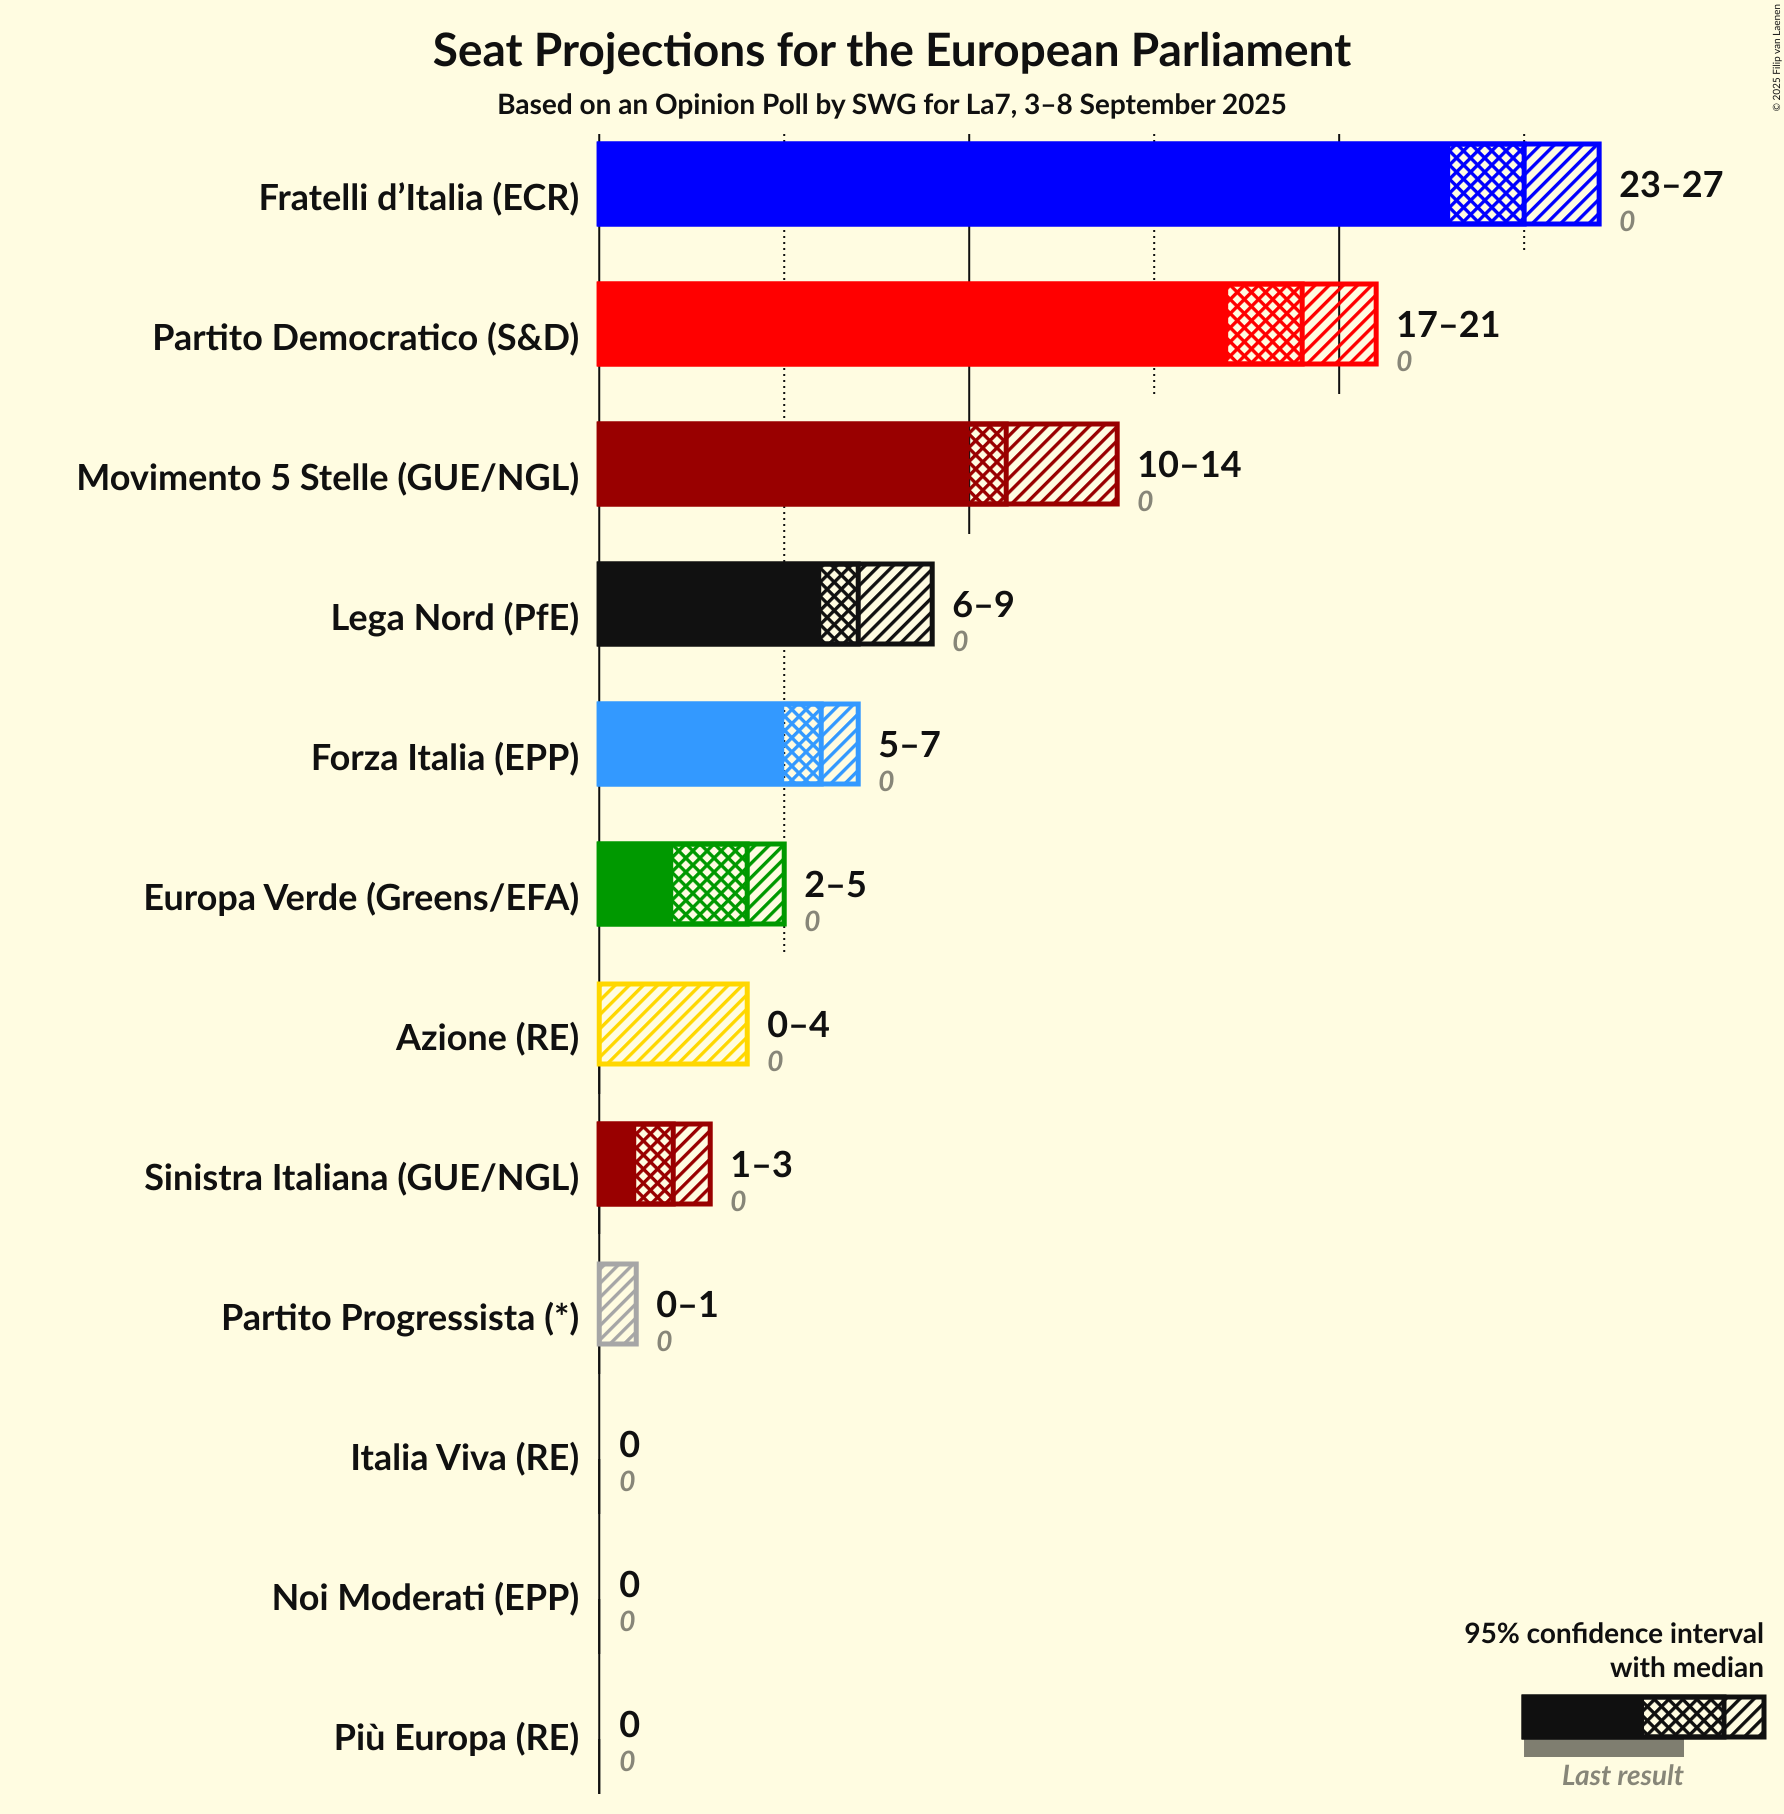 Seat Projections for the European Parliament
Based on an Opinion Poll by SWG for La7, 3–8 September 2025
© 2025 Filip van Laenen
Fratelli d’Italia (ECR)
23–27
0
Partito Democratico (S&D)
17–21
0
Movimento 5 Stelle (GUE/NGL)
10–14
0
Lega Nord (PfE)
6–9
0
Forza Italia (EPP)
5–7
0
Europa Verde (Greens/EFA)
2–5
0
Azione (RE)
0–4
0
Sinistra Italiana (GUE/NGL)
1–3
0
Partito Progressista (*)
0–1
0
Italia Viva (RE)
0
0
Noi Moderati (EPP)
0
0
Più Europa (RE)
0
0
95% confidence interval
with median
Last result